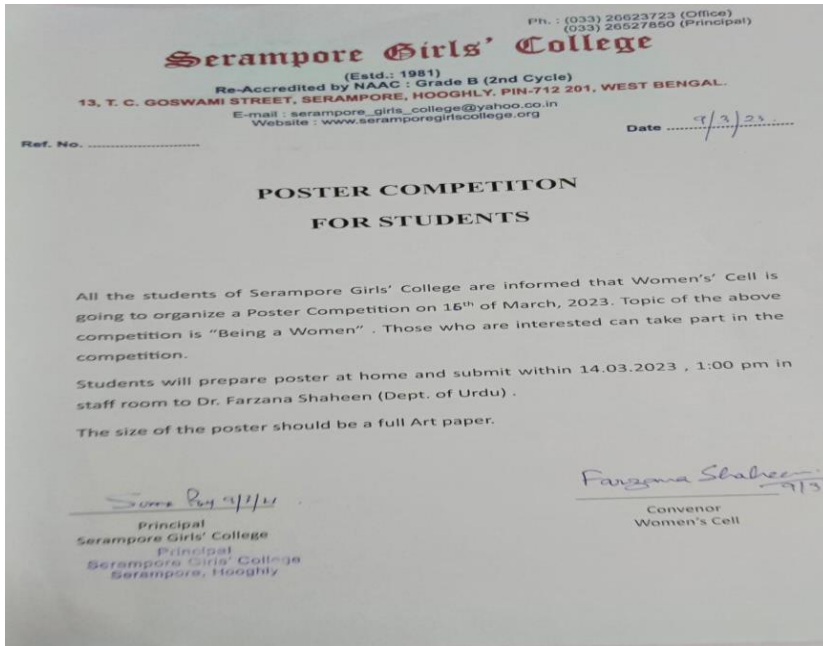 Ph. : (033) 26623723 (Office)
(033) 26527850 (Principal)
Serampore Girls' College
(Estd.: 1981)
Re-Accredited by NAAC : Grade B (2nd Cycle)
13, T. C. GOSWAMI STREET, SERAMPORE, HOOGHLY. PIN-712 201, WEST BENGAL.
E-mail : serampore_girls_college@yahoo.co.in
Website : www.seramporegirlscollege.org
Ref. No. ..............................
Date ....9/3/23....
POSTER COMPETITON
FOR STUDENTS
All the students of Serampore Girls' College are informed that Women's' Cell is
going to organize a Poster Competition on of March, 2023. Topic of the above
competition is "Being a Women" . Those who are interested can take part in the
competition.
Students will prepare poster at home and submit within 14.03.2023 , 1:00 pm in
staff room to Dr. Farzana Shaheen (Dept. of Urdu) .
The size of the poster should be a full Art paper.
Farzana Shaheen
9/3
Principal
Serampore Girls' College
Principal
Serampore Girls' College
Serampore, Hooghly
Convenor
Women's Cell